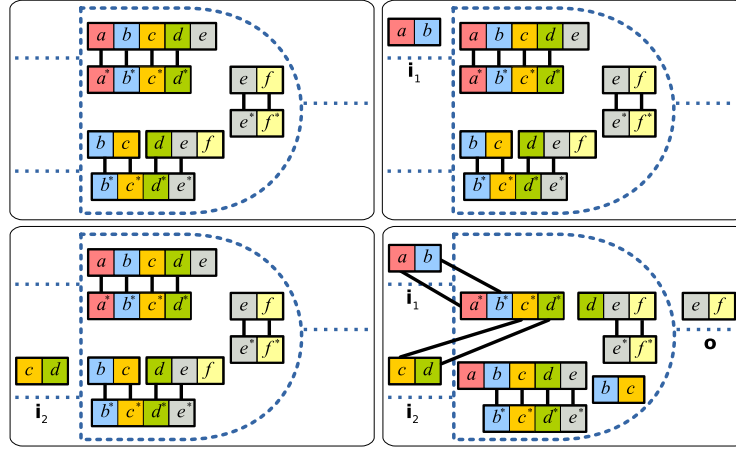 a b c d e
a* b* c* d*
e f
e* f*
b c d e f
b* c* d* e*
a b
i1
a b c d e
a* b* c* d*
e f
e* f*
b c d e f
b* c* d* e*
a b c d e
a* b* c* d*
e f
e* f*
c d
b c d e f
b* c* d* e*
i2
a b
i1
a* b* c* d*
d e f
e f
e* f*
o
c d
a b c d e
b c
b* c* d* e*
i2